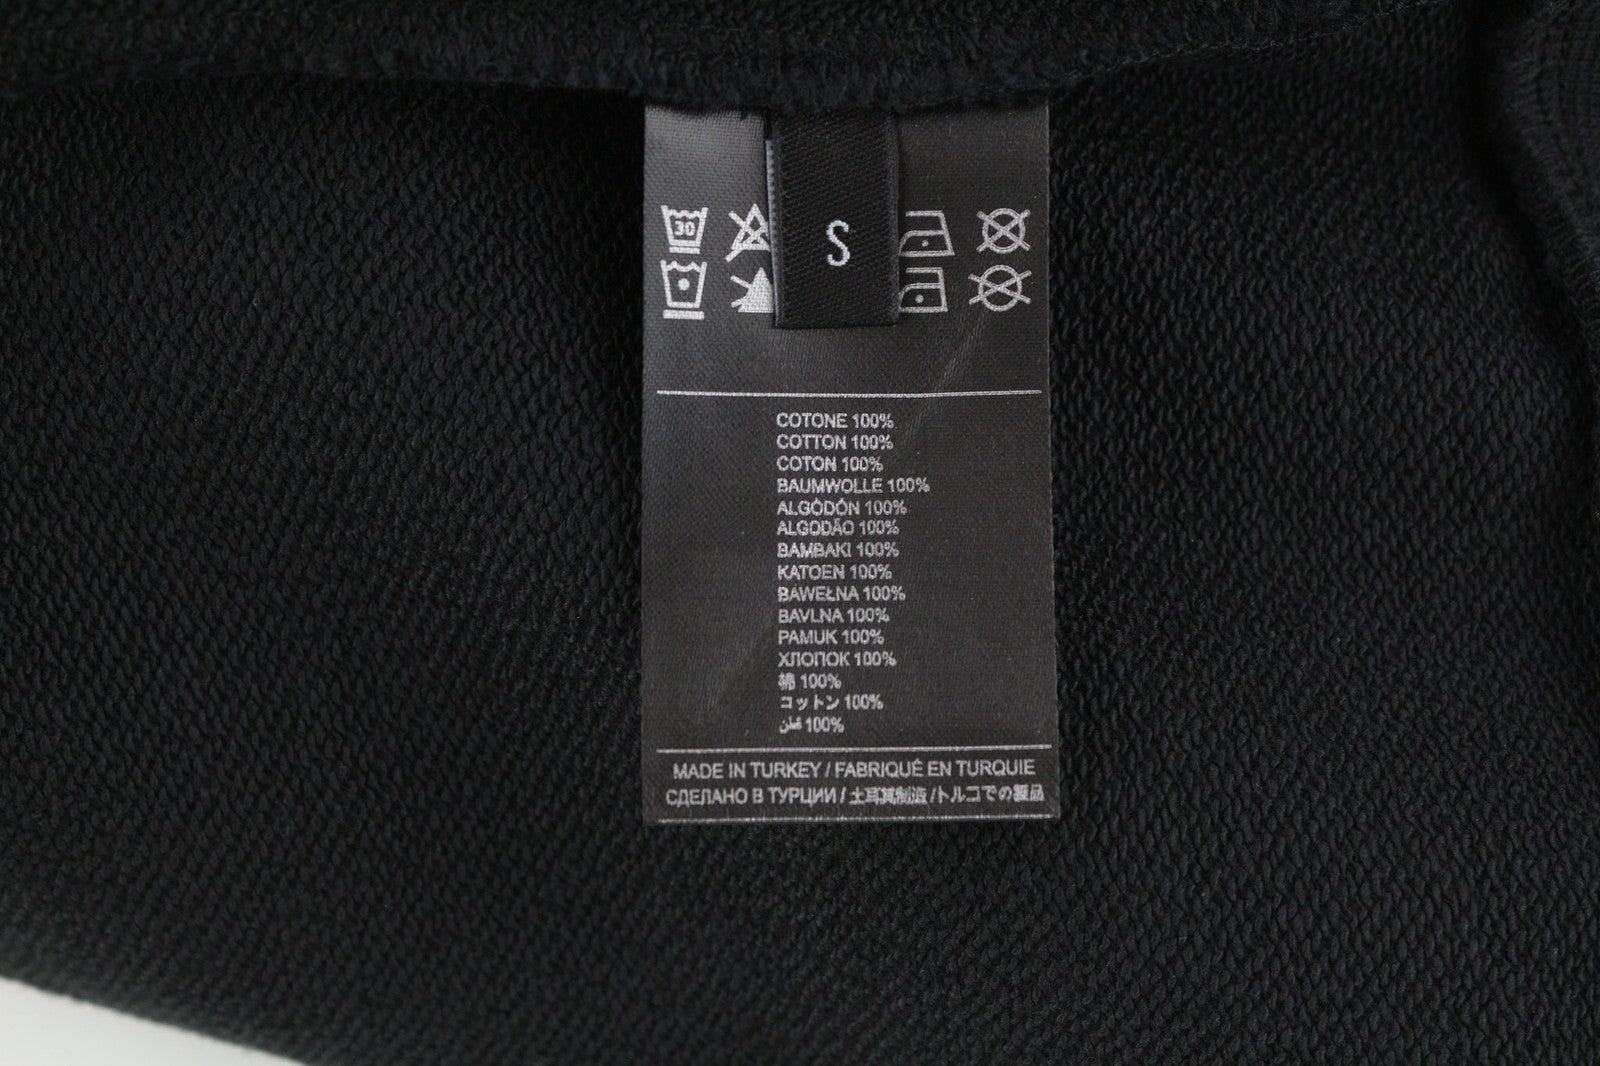 30
S
COTONE 100%
COTTON 100%
COTON 100%
BAUMWOLLE 100%
ALGÓDÓN 100%
ALGODÃO 100%
BAMBAKI 100%
KATOEN 100%
BAWEŁNA 100%
BAVLNA 100%
PAMUK 100%
ХЛОПОК 100%
棉 100%
コットン 100%
قطن 100%
MADE IN TURKEY / FABRIQUÉ EN TURQUIE
СДЕЛАНО В ТУРЦИИ / 土耳其制造 /トルコでの製品